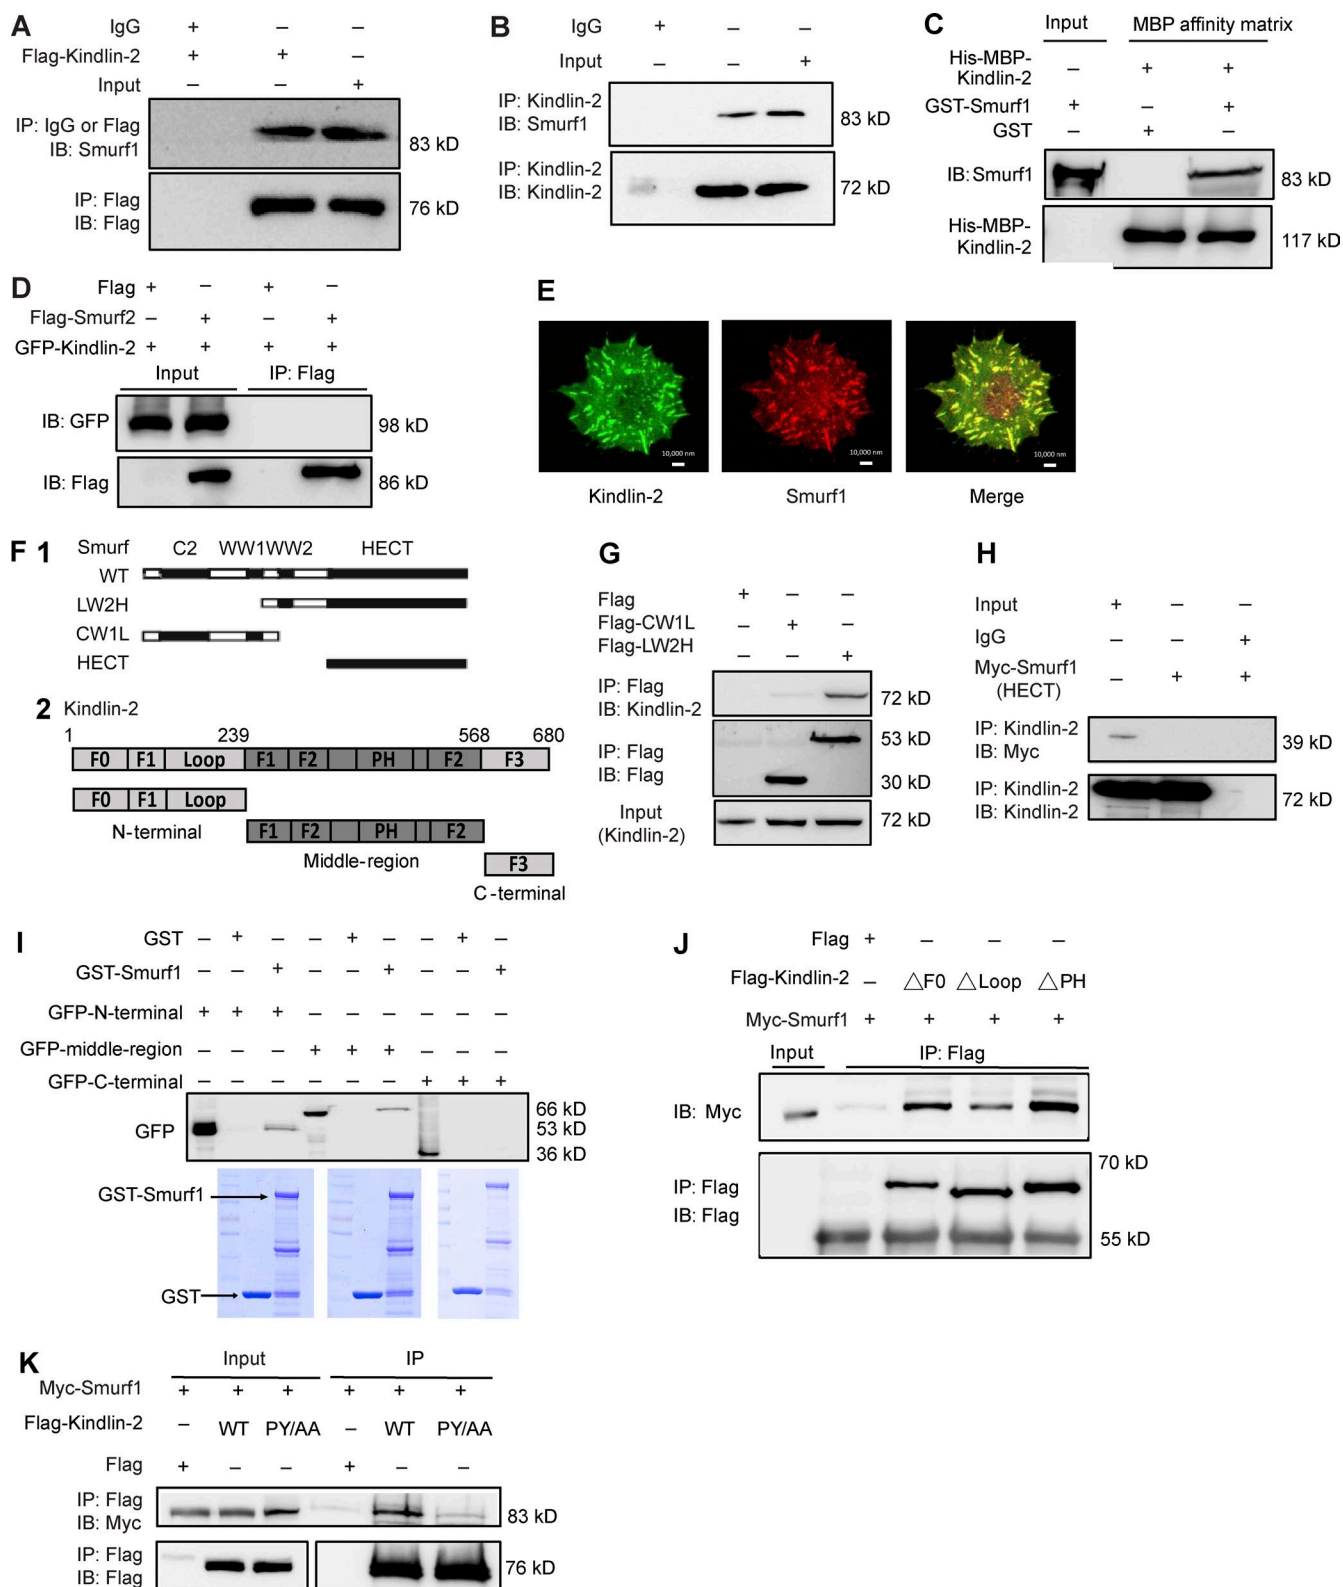 A
IgG + – –
Flag-Kindlin-2 + + –
Input – – +
IP: IgG or Flag
IB: Smurf1
83 kD
IP: Flag
IB: Flag
76 kD
B
IgG + – –
Input – – +
IP: Kindlin-2
IB: Smurf1
83 kD
IP: Kindlin-2
IB: Kindlin-2
72 kD
C
Input MBP affinity matrix
His-MBP-
Kindlin-2 – + +
GST-Smurf1 + – +
GST – + –
IB: Smurf1
83 kD
His-MBP-
Kindlin-2
117 kD
D
Flag + – + –
Flag-Smurf2 – + – +
GFP-Kindlin-2 + + + +
Input IP: Flag
IB: GFP 98 kD
IB: Flag 86 kD
E
10,000 nm 10,000 nm 10,000 nm
Kindlin-2 Smurf1 Merge
F 1
Smurf C2 WW1WW2 HECT
WT
LW2H
CW1L
HECT
2 Kindlin-2
1 239 568 680
F0 F1 Loop F1 F2 PH F2 F3
F0 F1 Loop
N-terminal
F1 F2 PH F2
Middle-region
F3
C-terminal
G
Flag + – –
Flag-CW1L – + –
Flag-LW2H – – +
IP: Flag
IB: Kindlin-2
72 kD
IP: Flag
IB: Flag
53 kD
30 kD
Input
(Kindlin-2)
72 kD
H
Input + – –
IgG – – +
Myc-Smurf1
(HECT) – + +
IP: Kindlin-2
IB: Myc
39 kD
IP: Kindlin-2
IB: Kindlin-2
72 kD
I
GST – + – – + – – + –
GST-Smurf1 – – + – – + – – +
GFP-N-terminal + + + – – – – – –
GFP-middle-region – – – + + + – – –
GFP-C-terminal – – – – – – + + +
GFP
66 kD
53 kD
36 kD
GST-Smurf1
GST
J
Flag + – – –
Flag-Kindlin-2 – △F0 △Loop △PH
Myc-Smurf1 + + + +
Input IP: Flag
IB: Myc
70 kD
IP: Flag
IB: Flag
55 kD
K
Input IP
Myc-Smurf1 + + + + + +
Flag-Kindlin-2 – WT PY/AA – WT PY/AA
Flag + – – + – –
IP: Flag
IB: Myc
83 kD
IP: Flag
IB: Flag
76 kD